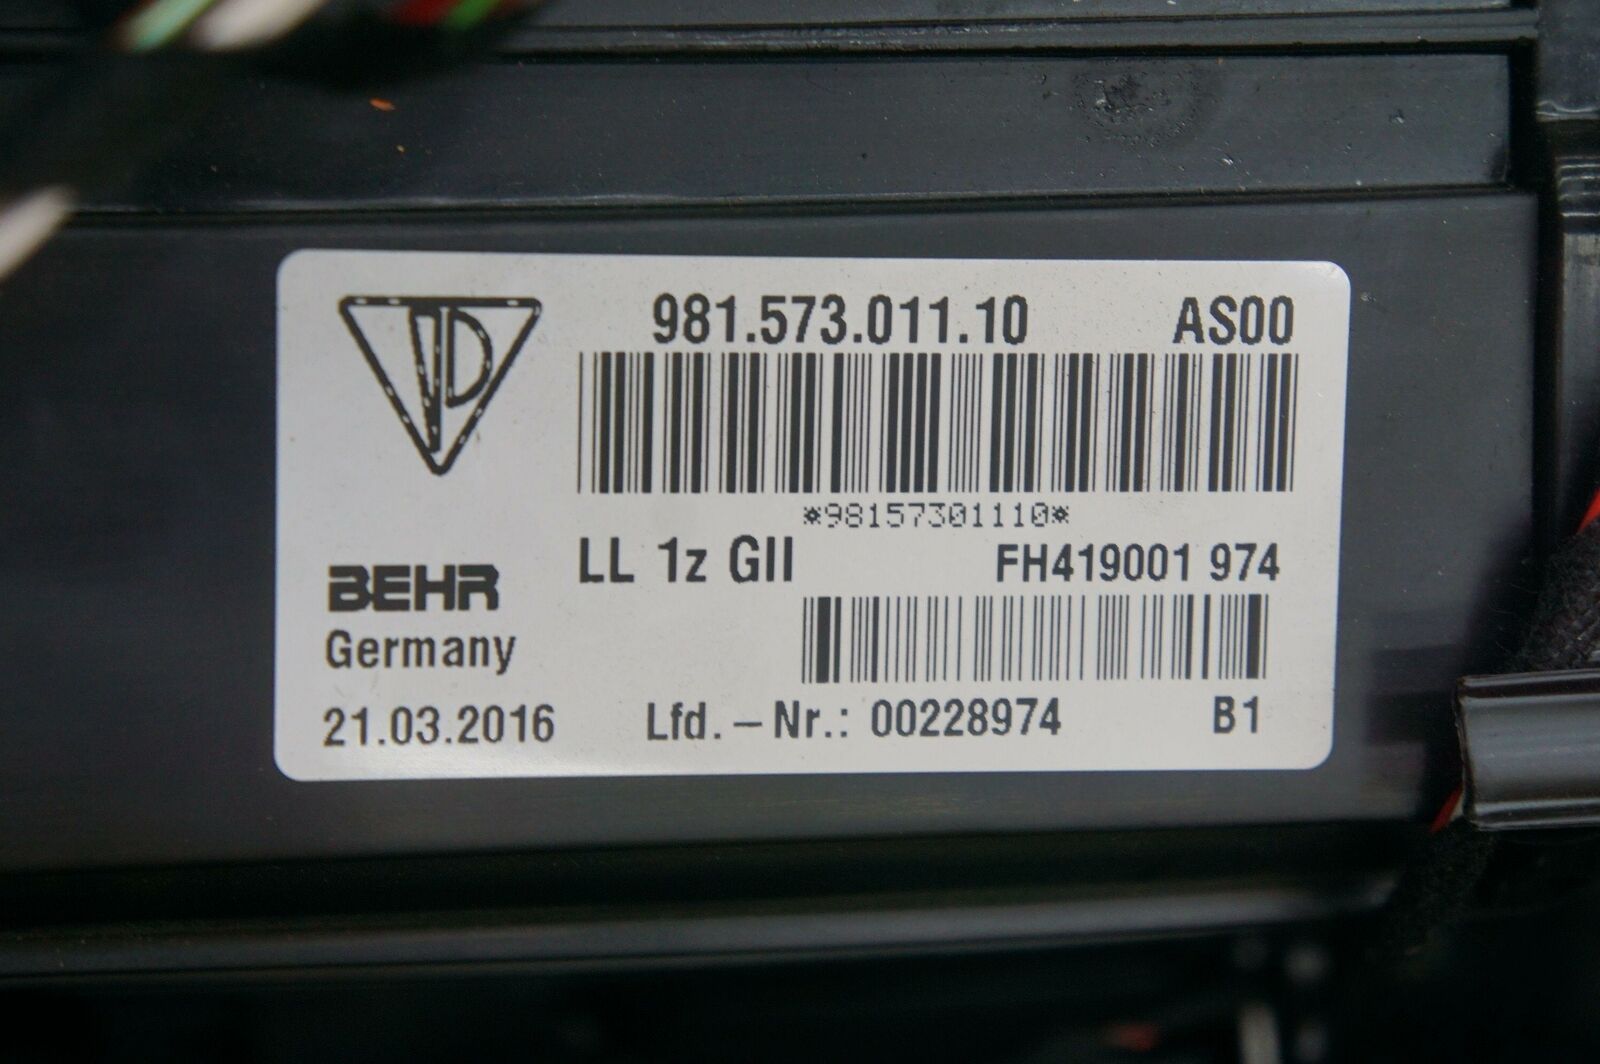 981.573.011.10 AS00
*98157301110*
LL 1z GII FH419001 974
BEHR
Germany
21.03.2016 Lfd. – Nr.: 00228974 B1